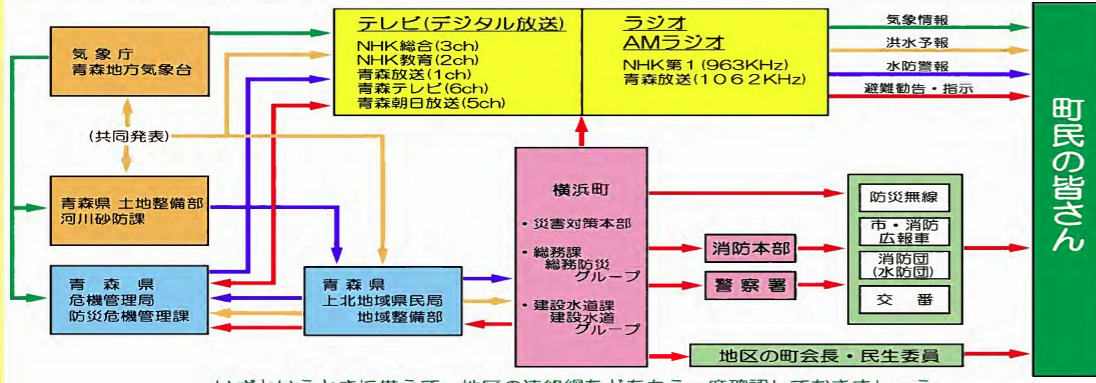 気象庁
青森地方気象台
(共同発表)
青森県 土地整備部
河川砂防課
青森県
危機管理局
防災危機管理課
テレビ(デジタル放送)
NHK総合(3ch)
NHK教育(2ch)
青森放送(1ch)
青森テレビ(6ch)
青森朝日放送(5ch)
ラジオ
AMラジオ
NHK第1(963KHz)
青森放送(1062KHz)
青森県
上北地域県民局
地域整備部
横浜町
・災害対策本部
・総務課
総務防災
グループ
・建設水道課
建設水道
グループ
消防本部
警察署
防災無線
市・消防
広報車
消防団
(水防団)
交番
地区の町会長・民生委員
気象情報
洪水予報
水防警報
避難勧告・指示
町民の皆さん